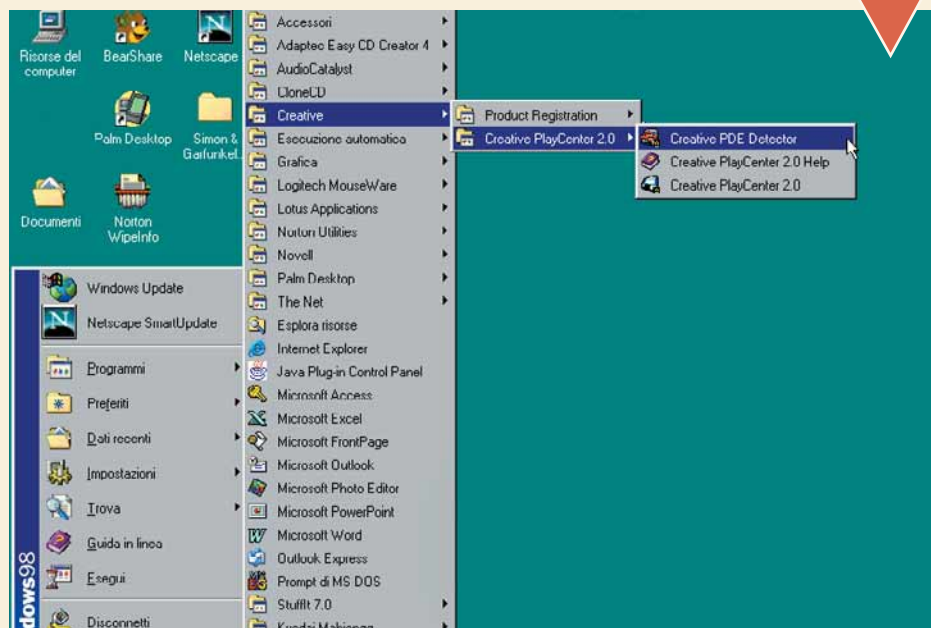 Risorse del
computer
BearShare
Netscape
Palm Desktop
Simon &
Garfunkel...
Documenti
Norton
WipeInfo
Windows Update
Netscape SmartUpdate
Programmi
Preferiti
Dati recenti
Impostazioni
Trova
Guida in linea
Esegui
Disconnetti
dows98
Accessori
Adaptec Easy CD Creator 4
AudioCatalyst
CloneCD
Creative
Esecuzione automatica
Grafica
Logitech MouseWare
Lotus Applications
Norton Utilities
Novell
Palm Desktop
The Net
Esplora risorse
Internet Explorer
Java Plug-in Control Panel
Microsoft Access
Microsoft Excel
Microsoft FrontPage
Microsoft Outlook
Microsoft Photo Editor
Microsoft PowerPoint
Microsoft Word
Outlook Express
Prompt di MS DOS
StuffIt 7.0
Product Registration
Creative PlayCenter 2.0
Creative PDE Detector
Creative PlayCenter 2.0 Help
Creative PlayCenter 2.0